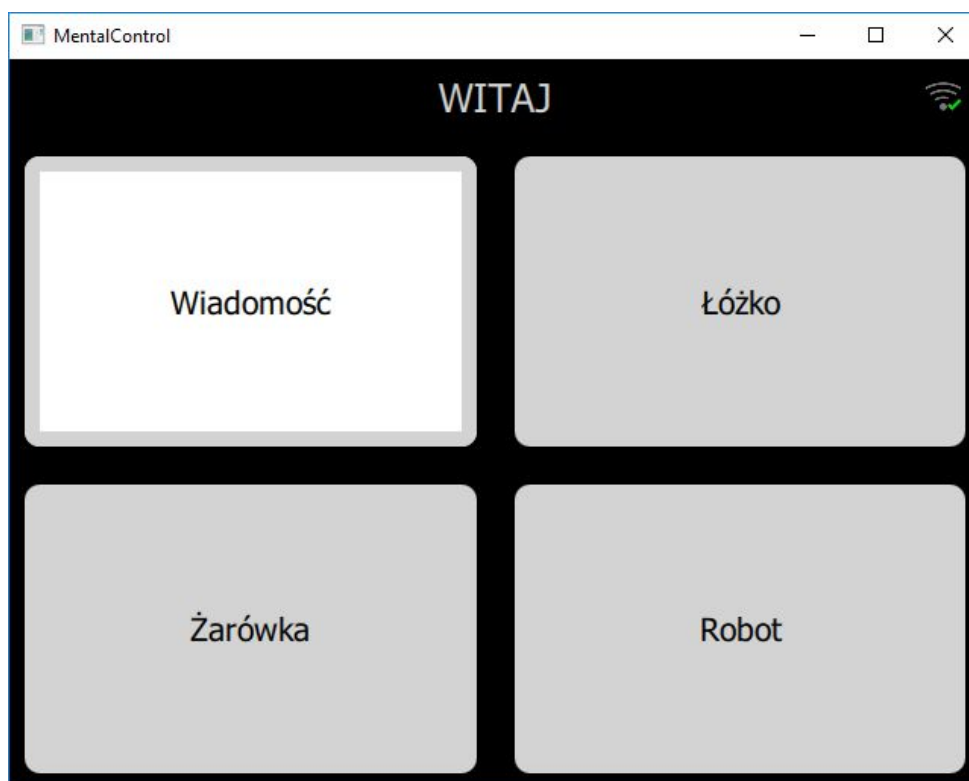 MentalControl
WITAJ
Wiadomość
Łóżko
Żarówka
Robot